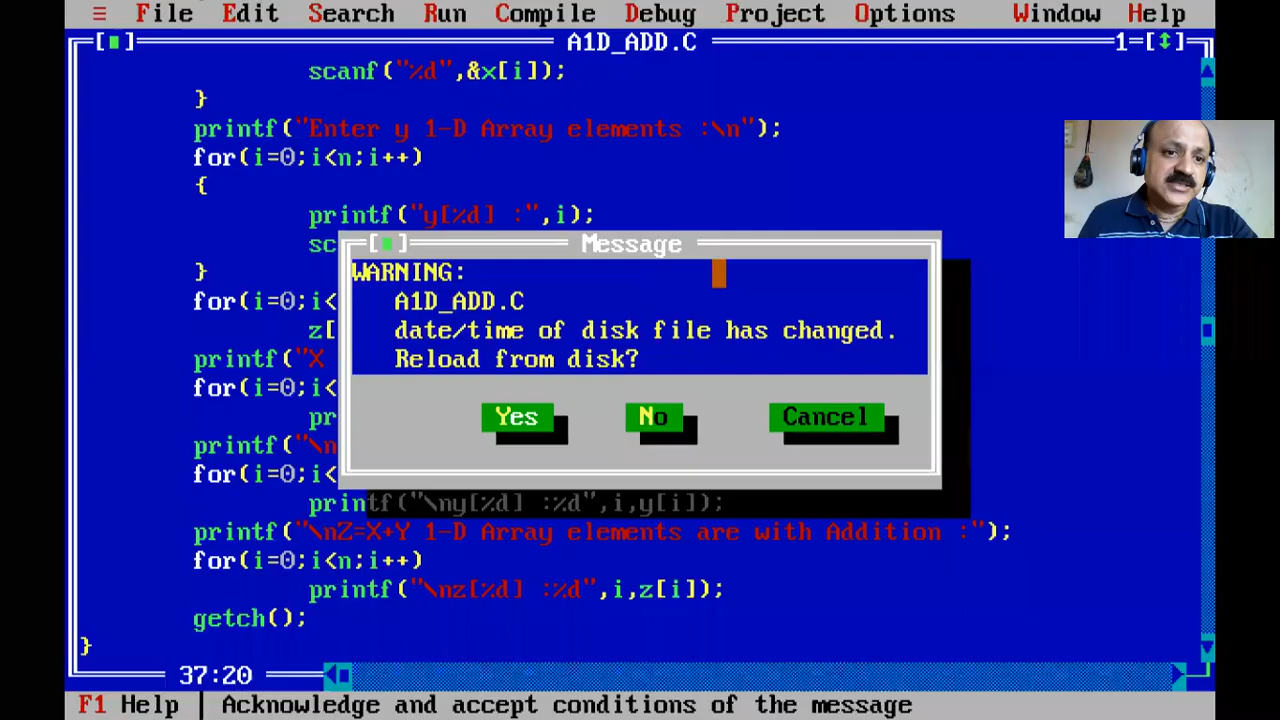 ≡ File Edit Search Run Compile Debug Project Options Window Help
[■] A1D_ADD.C 1=[↕]
scanf("%d",&x[i]);
}
printf("Enter y 1-D Array elements :\n");
for(i=0;i<n;i++)
{
printf("y[%d] :",i);
sc
}
for(i=0;i<
z[
printf("X
for(i=0;i<
pr
printf("\n
for(i=0;i<
printf("\ny[%d] :%d",i,y[i]);
printf("\nZ=X+Y 1-D Array elements are with Addition :");
for(i=0;i<n;i++)
printf("\nz[%d] :%d",i,z[i]);
getch();
}
[■] Message
WARNING:
A1D_ADD.C
date/time of disk file has changed.
Reload from disk?
Yes No Cancel
37:20
F1 Help | Acknowledge and accept conditions of the message